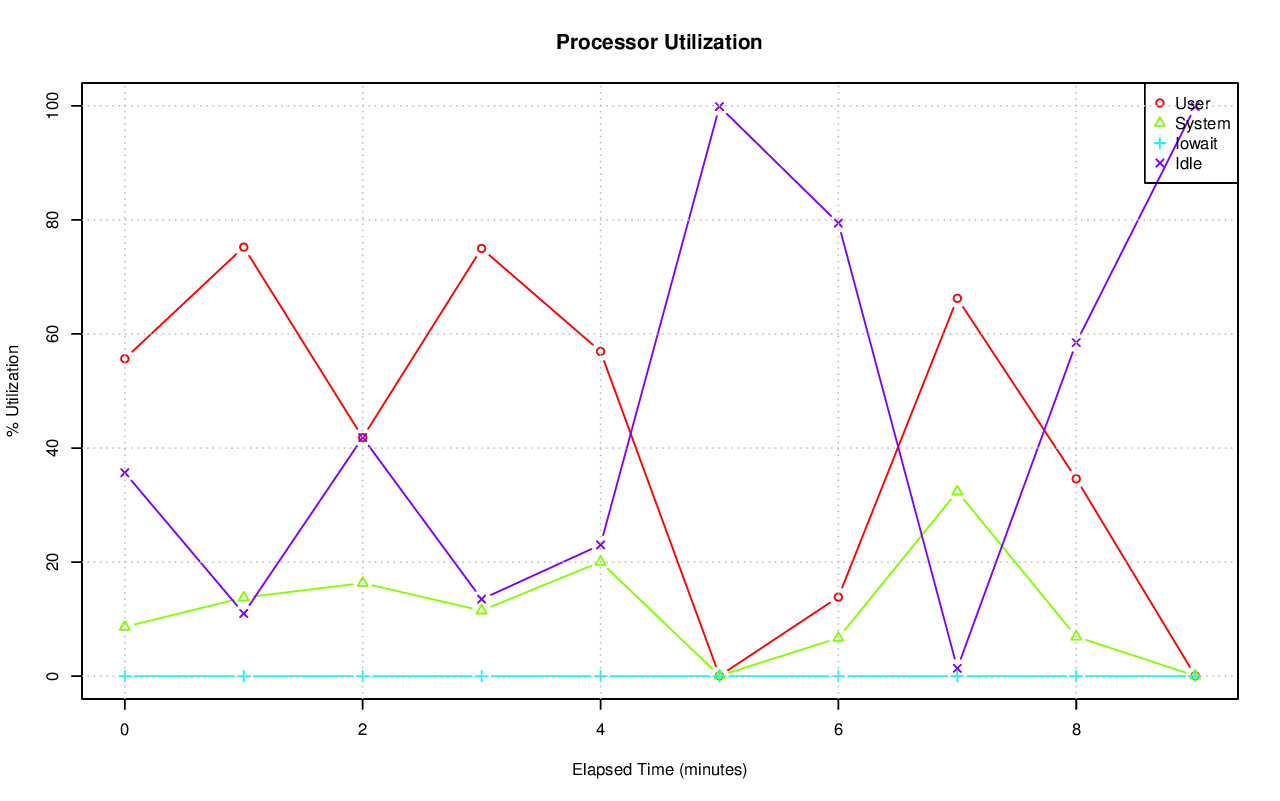 Processor Utilization
% Utilization
100
80
60
40
20
0
User
System
Iowait
Idle
0 2 4 6 8
Elapsed Time (minutes)